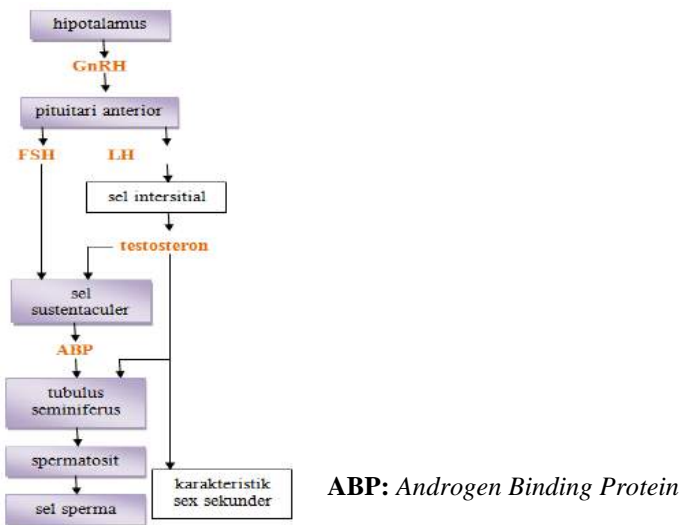 hipotalamus
GnRH
pituitari anterior
FSH LH
sel intersitial
testosteron
sel
sustentaculer
ABP
tubulus
seminiferus
spermatosit
karakteristik
sex sekunder
sel sperma
ABP: Androgen Binding Protein